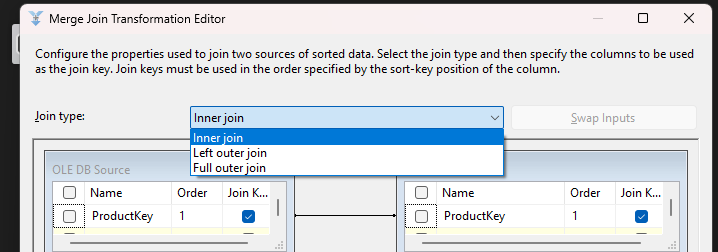 Merge Join Transformation Editor
Configure the properties used to join two sources of sorted data. Select the join type and then specify the columns to be used
as the join key. Join keys must be used in the order specified by the sort-key position of the column.
Join type:
Inner join
Swap Inputs
Inner join
Left outer join
Full outer join
OLE DB Source
Name Order Join K...
Name Order Join K...
ProductKey 1
ProductKey 1